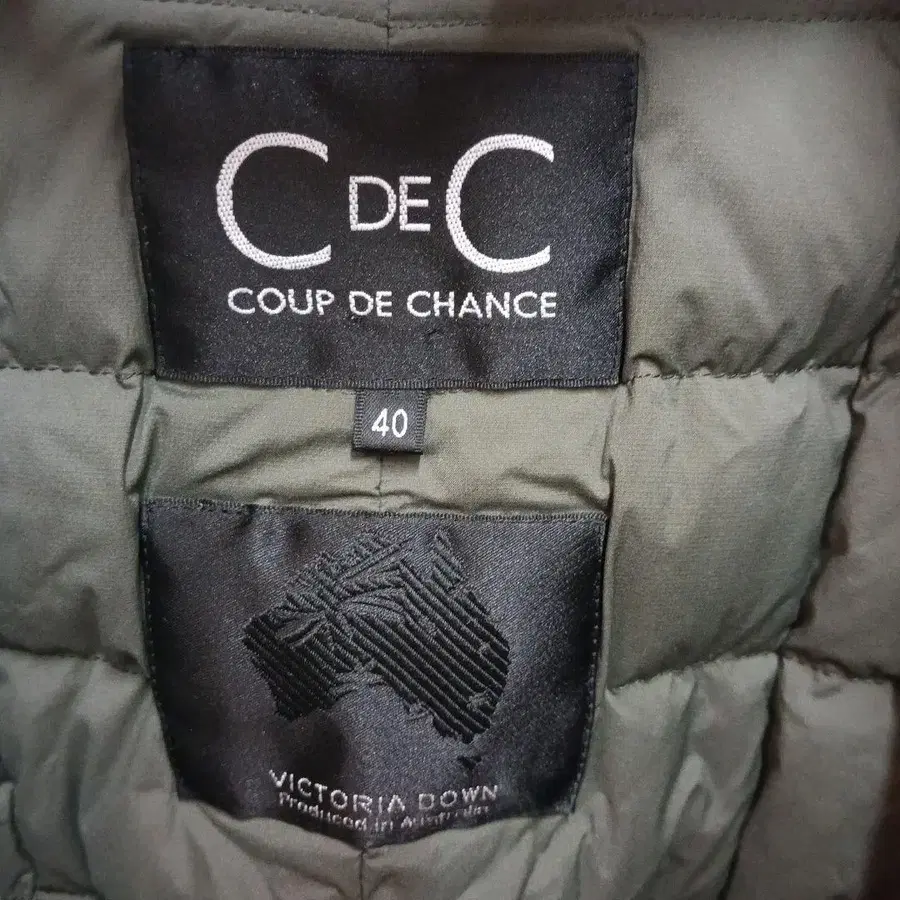 C DE C
COUP DE CHANCE
40
VICTORIA DOWN
Produced in Australia